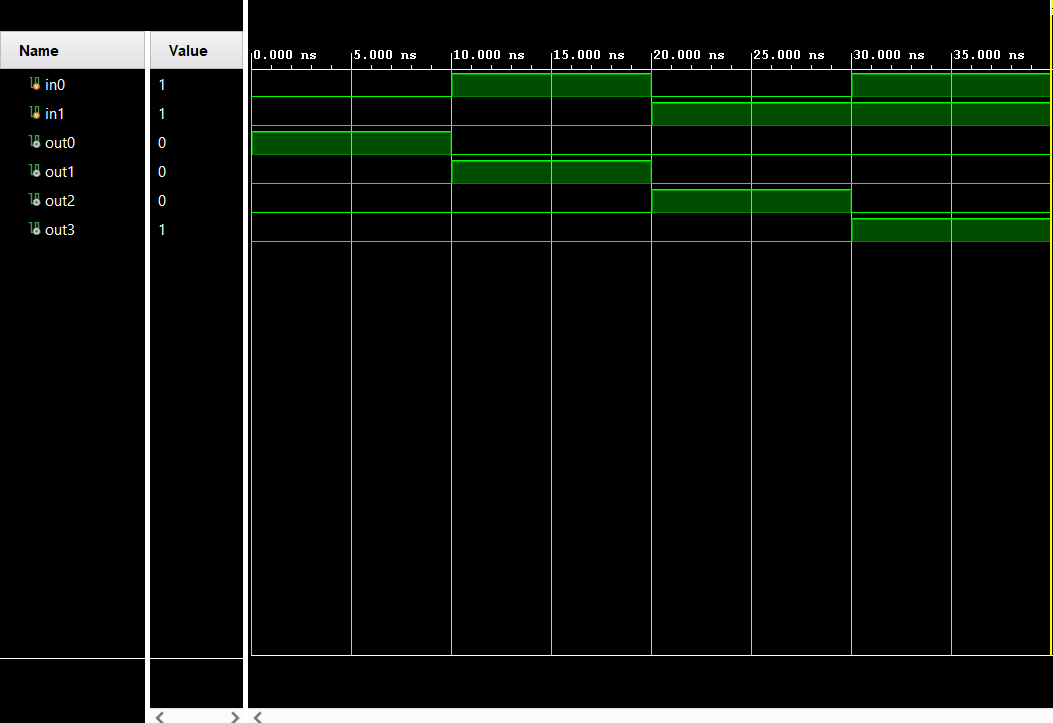 Name Value
0.000 ns 5.000 ns 10.000 ns 15.000 ns 20.000 ns 25.000 ns 30.000 ns 35.000 ns
in0 1
in1 1
out0 0
out1 0
out2 0
out3 1